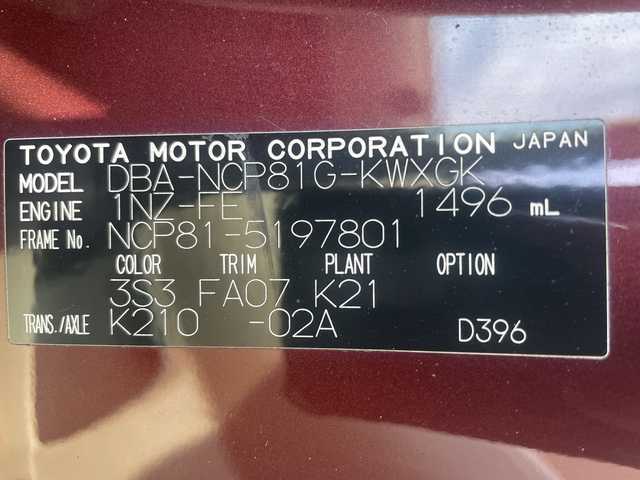 TOYOTA MOTOR CORPORATION JAPAN
MODEL DBA-NCP81G-KWXGK
ENGINE 1NZ-FE 1496 mL
FRAME No. NCP81-5197801
COLOR TRIM PLANT OPTION
3S3 FA07 K21
TRANS./AXLE K210 -02A D396